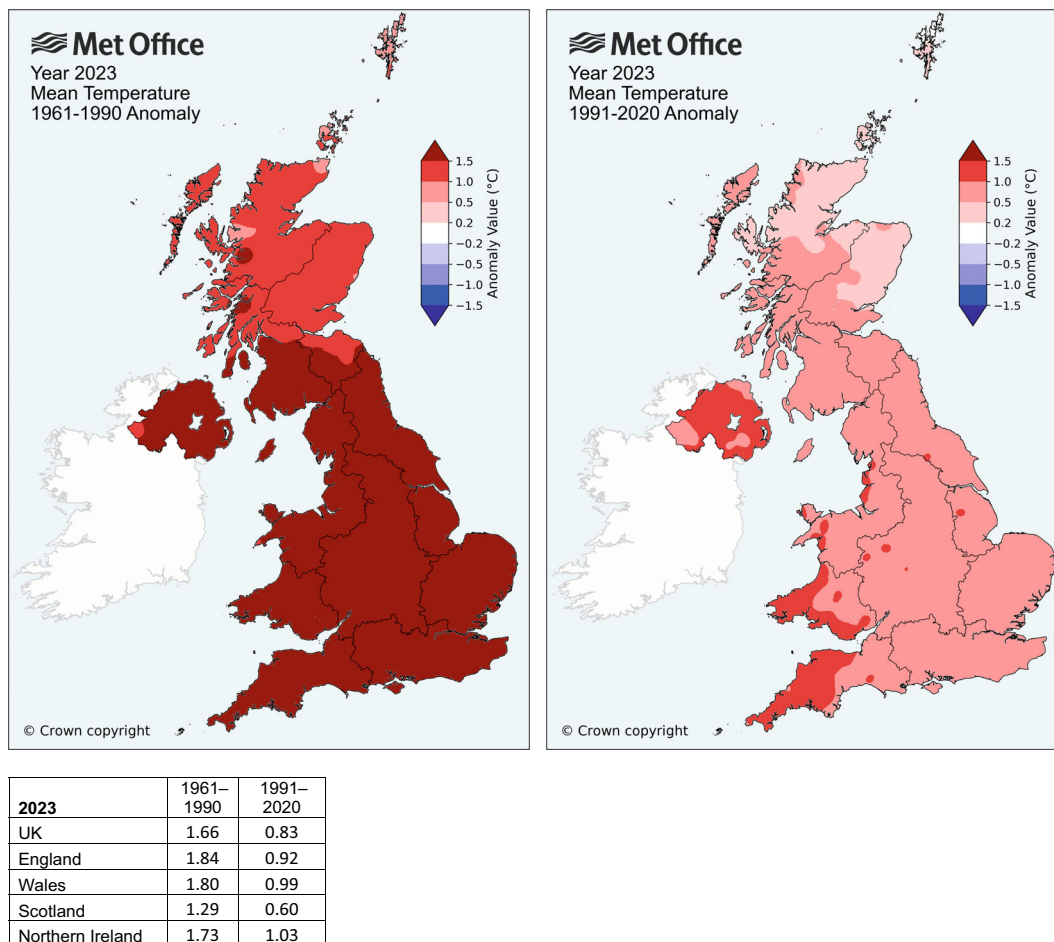 Met Office
Year 2023
Mean Temperature
1961-1990 Anomaly
1.5
1.0
0.5
0.2
−0.2
−0.5
−1.0
−1.5
Anomaly Value (°C)
© Crown copyright
Met Office
Year 2023
Mean Temperature
1991-2020 Anomaly
1.5
1.0
0.5
0.2
−0.2
−0.5
−1.0
−1.5
Anomaly Value (°C)
© Crown copyright
2023 1961– 1991–
1990 2020
UK 1.66 0.83
England 1.84 0.92
Wales 1.80 0.99
Scotland 1.29 0.60
Northern Ireland 1.73 1.03